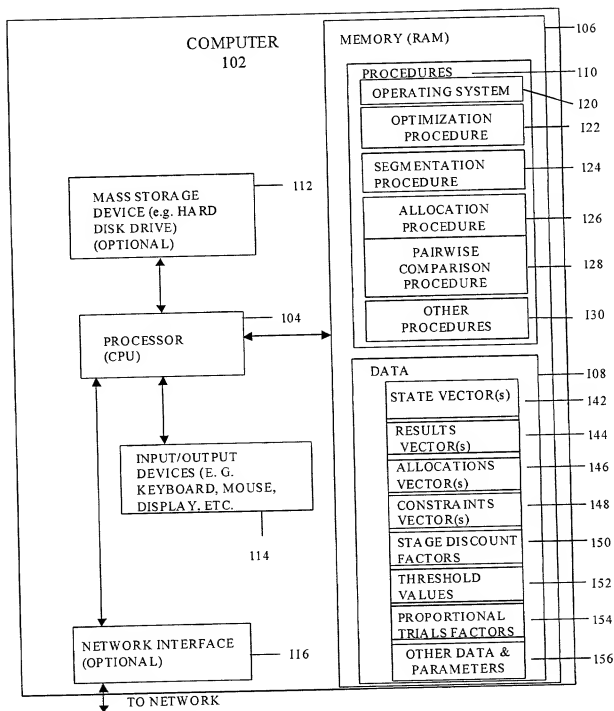 COMPUTER
102
MASS STORAGE
DEVICE (e.g. HARD
DISK DRIVE)
(OPTIONAL)
112
PROCESSOR
(CPU)
104
INPUT/OUTPUT
DEVICES (E. G.
KEYBOARD, MOUSE,
DISPLAY, ETC.
114
NETWORK INTERFACE
(OPTIONAL)
116
TO NETWORK
MEMORY (RAM)
106
PROCEDURES
110
OPERATING SYSTEM
120
OPTIMIZATION
PROCEDURE
122
SEGMENTATION
PROCEDURE
124
ALLOCATION
PROCEDURE
126
PAIRWISE
COMPARISON
PROCEDURE
128
OTHER
PROCEDURES
130
DATA
108
STATE VECTOR(s)
142
RESULTS
VECTOR(s)
144
ALLOCATIONS
VECTOR(s)
146
CONSTRAINTS
VECTOR(s)
148
STAGE DISCOUNT
FACTORS
150
THRESHOLD
VALUES
152
PROPORTIONAL
TRIALS FACTORS
154
OTHER DATA &
PARAMETERS
156